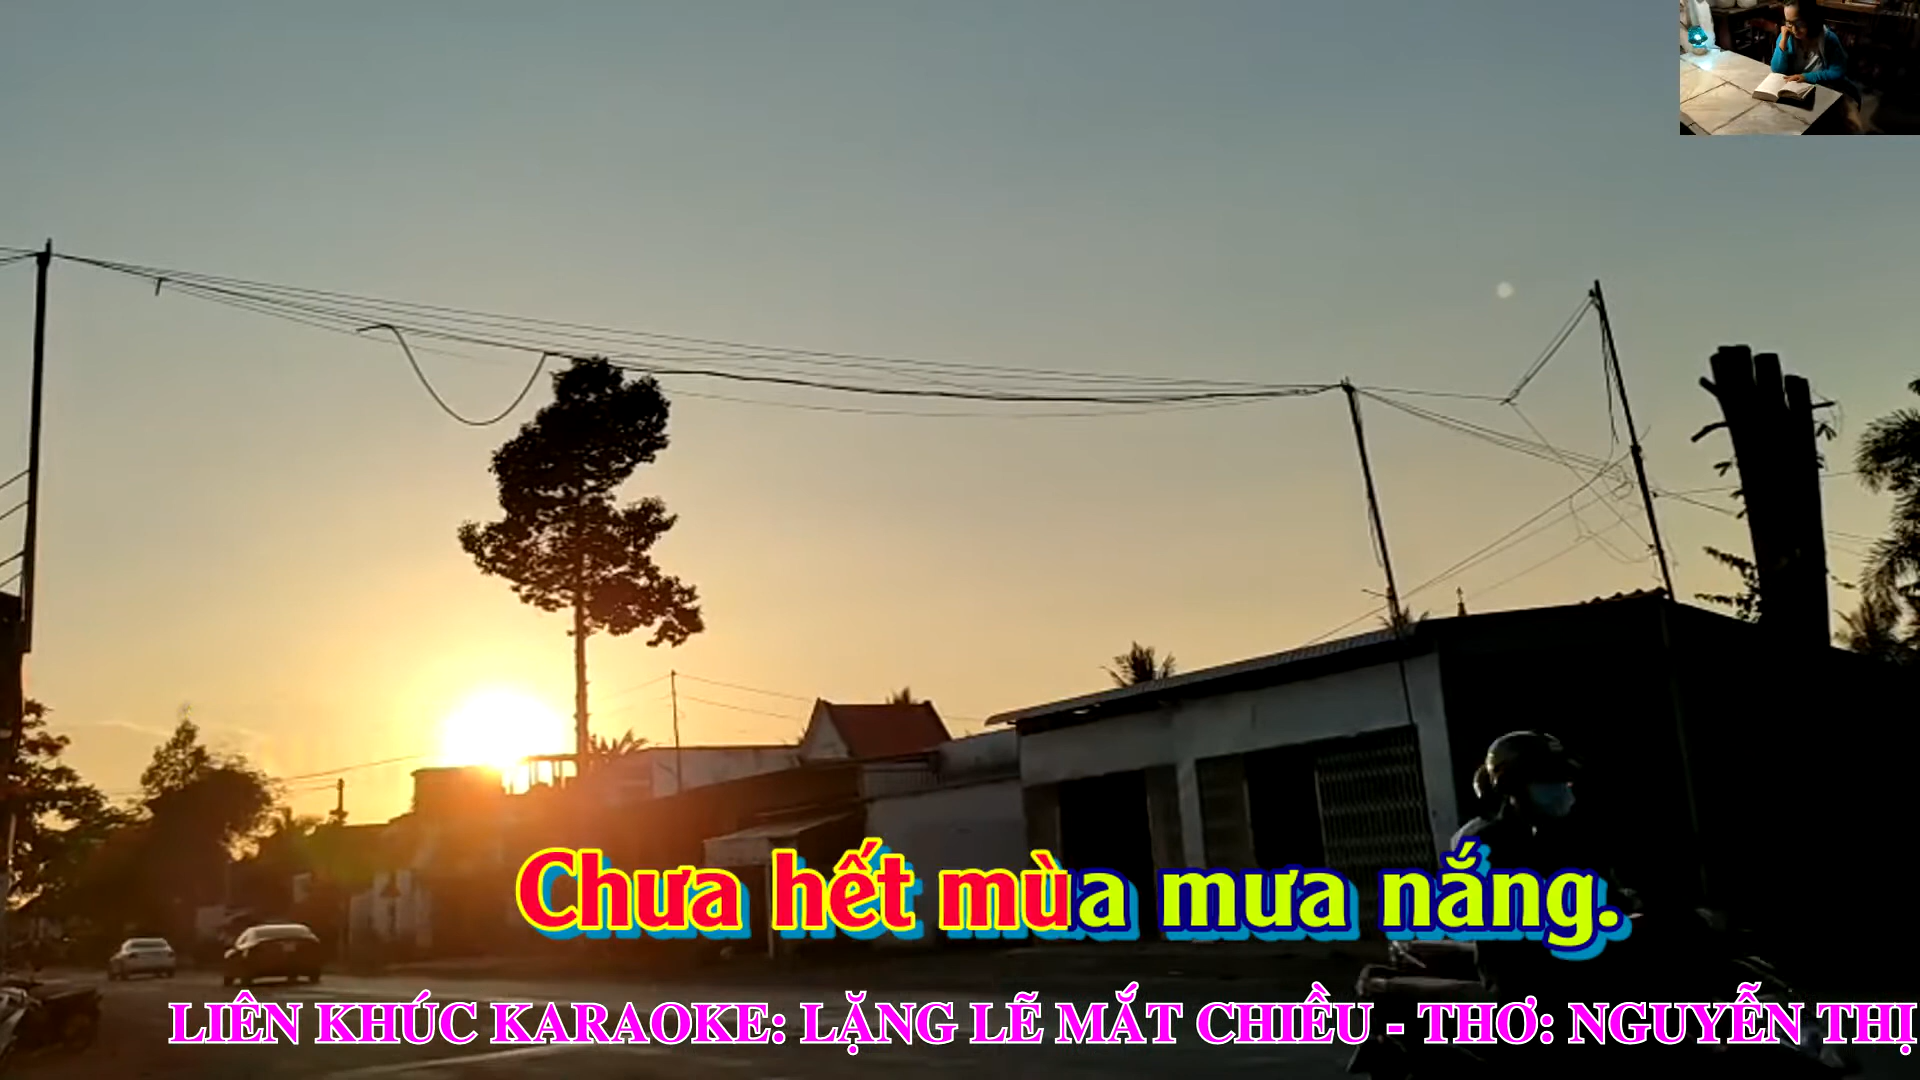 Chưa hết mùa mưa nắng.
LIÊN KHÚC KARAOKE: LẶNG LẼ MẮT CHIỀU - THƠ: NGUYỄN THỊ